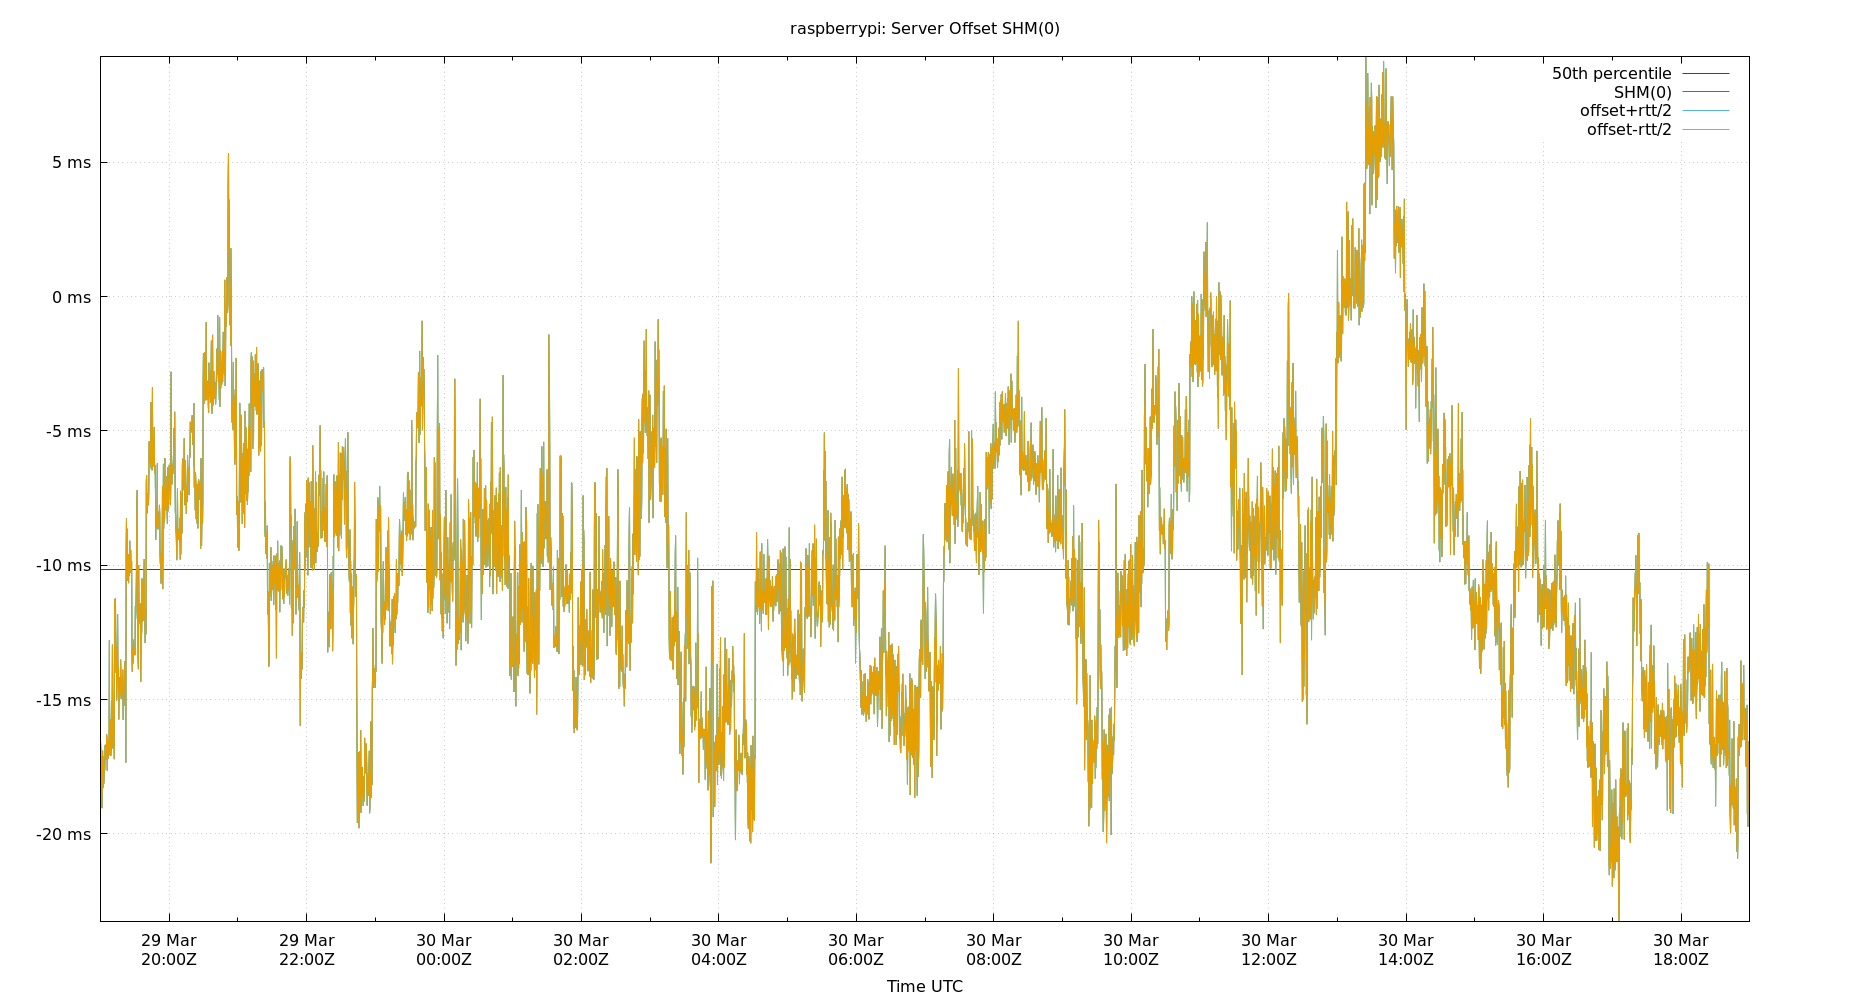 raspberrypi: Server Offset SHM(0)
50th percentile
SHM(0)
offset+rtt/2
offset-rtt/2
5 ms
0 ms
-5 ms
-10 ms
-15 ms
-20 ms
29 Mar 29 Mar 30 Mar 30 Mar 30 Mar 30 Mar 30 Mar 30 Mar 30 Mar 30 Mar 30 Mar 30 Mar
20:00Z 22:00Z 00:00Z 02:00Z 04:00Z 06:00Z 08:00Z 10:00Z 12:00Z 14:00Z 16:00Z 18:00Z
Time UTC